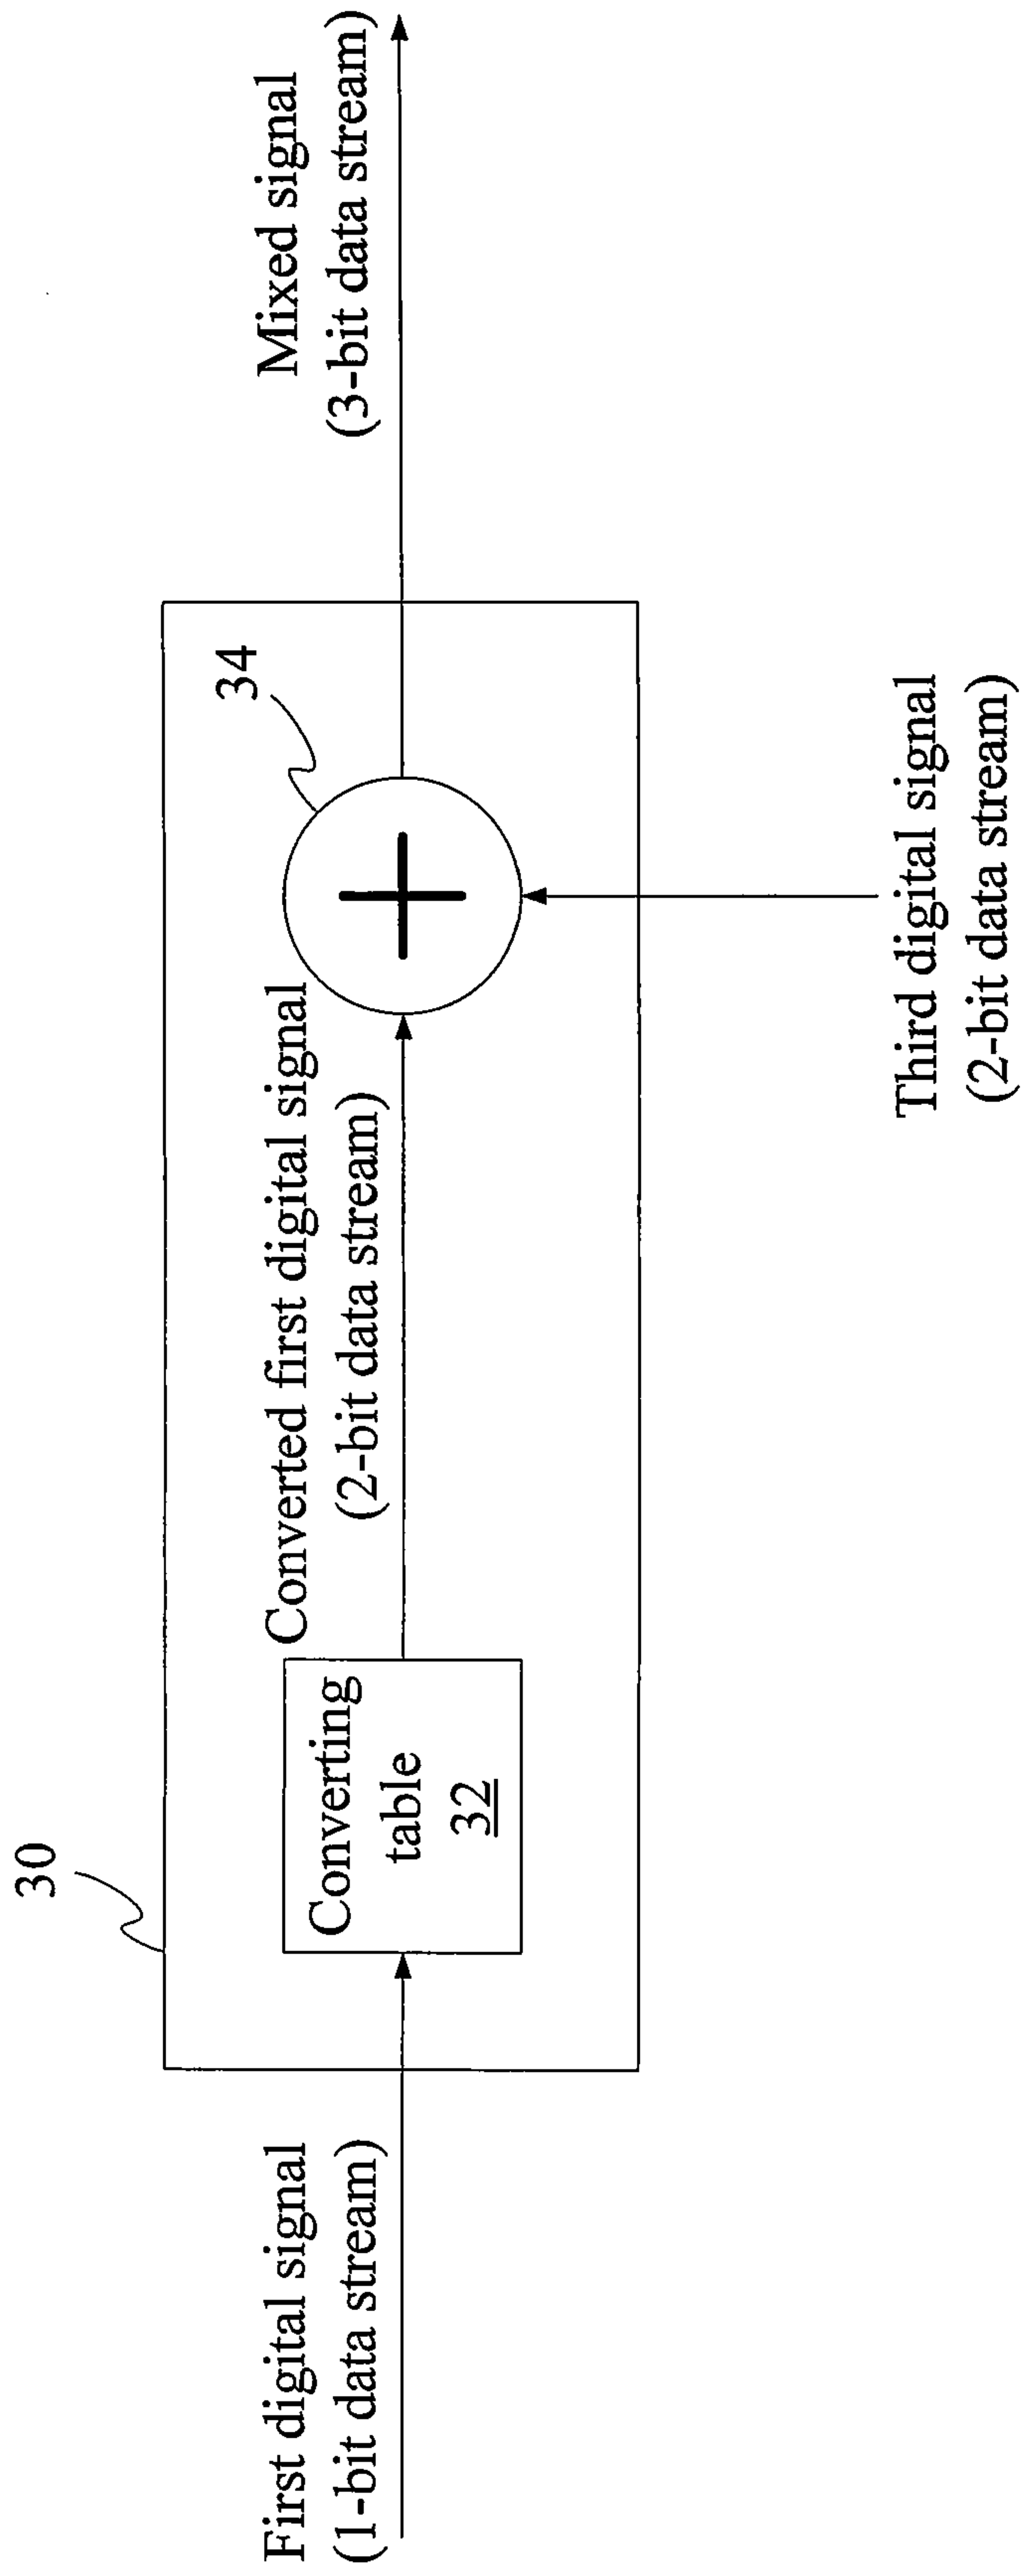 30
First digital signal
(1-bit data stream)
Converting
table
32
Converted first digital signal
(2-bit data stream)
34
Third digital signal
(2-bit data stream)
Mixed signal
(3-bit data stream)